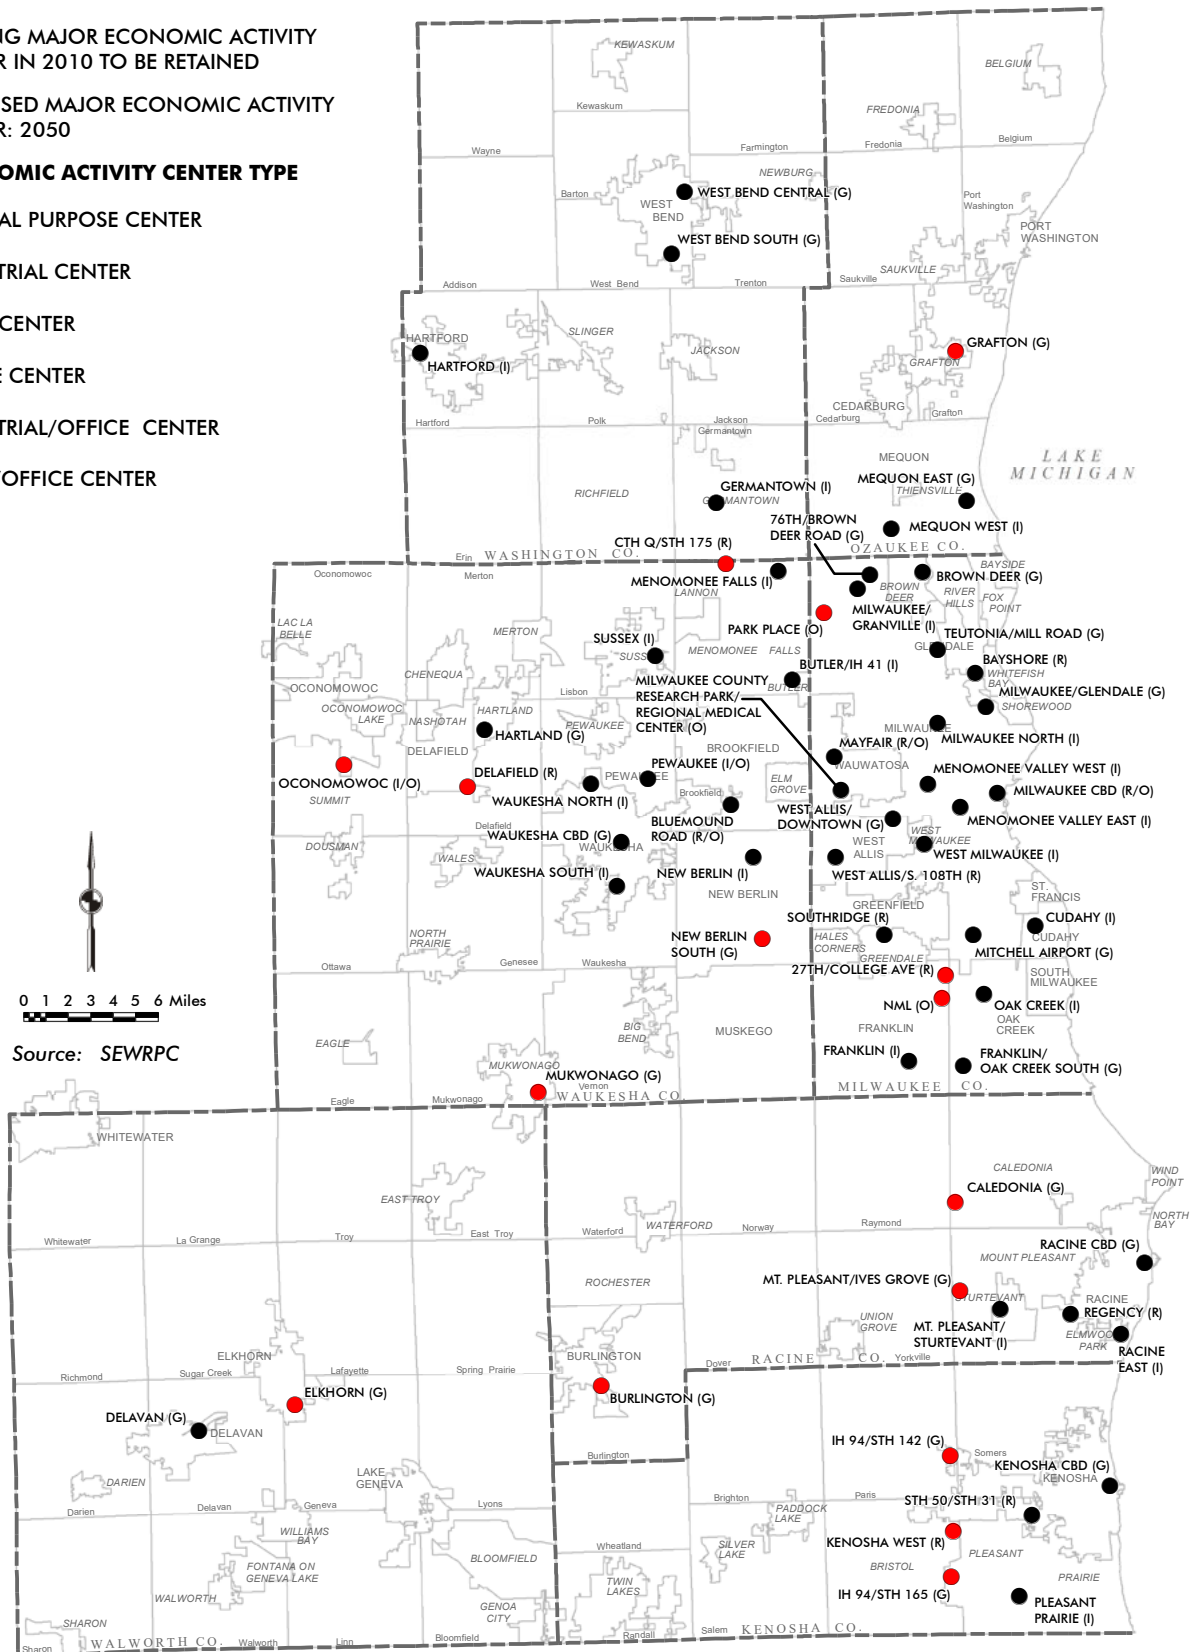 NG MAJOR ECONOMIC ACTIVITY
R IN 2010 TO BE RETAINED
SED MAJOR ECONOMIC ACTIVITY
R: 2050
OMIC ACTIVITY CENTER TYPE
AL PURPOSE CENTER
TRIAL CENTER
CENTER
E CENTER
TRIAL/OFFICE CENTER
/OFFICE CENTER
KEWASKUM
BELGIUM
Kewaskum
FREDONIA
Wayne
Farmington
Fredonia
Belgium
NEWBURG
Barton
WEST
BEND
WEST BEND CENTRAL (G)
Port
Washington
PORT
WASHINGTON
WEST BEND SOUTH (G)
SAUKVILLE
Addison
West Bend
Trenton
Saukville
HARTFORD
HARTFORD (I)
SLINGER
JACKSON
GRAFTON (G)
GRAFTON
CEDARBURG
Hartford
Polk
Jackson
Germantown
Cedarburg
Grafton
MEQUON
LAKE
MICHIGAN
RICHFIELD
GERMANTOWN (I)
GERMANTOWN
MEQUON EAST (G)
THIENSVILLE
76TH/BROWN
DEER ROAD (G)
MEQUON WEST (I)
CTH Q/STH 175 (R)
Erin
WASHINGTON CO.
OZAUKEE CO.
Oconomowoc
Merton
MENOMONEE FALLS (I)
LANNON
BROWN
DEER
BROWN DEER (G)
BAYSIDE
RIVER
HILLS
FOX
POINT
LAC LA
BELLE
MERTON
PARK PLACE (O)
MILWAUKEE/
GRANVILLE (I)
SUSSEX (I)
SUSS
MENOMONEE FALLS
TEUTONIA/MILL ROAD (G)
GLENDALE
BAYSHORE (R)
WHITEFISH
BAY
CHENEQUA
BUTLER/IH 41 (I)
BUTLER
OCONOMOWOC
OCONOMOWOC
LAKE
NASHOTAH
HARTLAND
Lisbon
MILWAUKEE COUNTY
RESEARCH PARK/
REGIONAL MEDICAL
CENTER (O)
MILWAUKEE/GLENDALE (G)
SHOREWOOD
PEWAUKEE
HARTLAND (G)
DELAFIELD
MILWAUKEE
MILWAUKEE NORTH (I)
BROOKFIELD
MAYFAIR (R/O)
WAUWATOSA
OCONOMOWOC (I/O)
SUMMIT
DELAFIELD (R)
WAUKESHA NORTH (I)
PEWAUKEE
PEWAUKEE (I/O)
ELM
GROVE
Brookfield
MENOMONEE VALLEY WEST (I)
MILWAUKEE CBD (R/O)
BLUEMOUND
ROAD (R/O)
WEST ALLIS/
DOWNTOWN (G)
MENOMONEE VALLEY EAST (I)
Delafield
DOUSMAN
WALES
WAUKESHA CBD (G)
WAUKESHA
WEST
ALLIS
WEST
MILWAUKEE
WEST MILWAUKEE (I)
WAUKESHA SOUTH (I)
NEW BERLIN (I)
NEW BERLIN
WEST ALLIS/S. 108TH (R)
ST.
FRANCIS
GREENFIELD
SOUTHRIDGE (R)
CUDAHY (I)
CUDAHY
NORTH
PRAIRIE
NEW BERLIN
SOUTH (G)
HALES
CORNERS
GREENDALE
MITCHELL AIRPORT (G)
Ottawa
Genesee
Waukesha
27TH/COLLEGE AVE (R)
SOUTH
MILWAUKEE
NML (O)
OAK CREEK (I)
OAK
CREEK
0 1 2 3 4 5 6 Miles
Source: SEWRPC
EAGLE
BIG
BEND
MUSKEGO
FRANKLIN
MUKWONAGO
MUKWONAGO (G)
FRANKLIN (I)
FRANKLIN/
OAK CREEK SOUTH (G)
Eagle
Mukwonago
Vernon
WAUKESHA CO.
MILWAUKEE CO.
WHITEWATER
EAST TROY
CALEDONIA
WIND
POINT
CALEDONIA (G)
NORTH
BAY
Whitewater
La Grange
Troy
East Troy
Waterford
WATERFORD
Norway
Raymond
RACINE CBD (G)
MOUNT PLEASANT
ROCHESTER
MT. PLEASANT/IVES GROVE (G)
STURTEVANT
UNION
GROVE
MT. PLEASANT/
STURTEVANT (I)
RACINE
REGENCY (R)
ELMWOOD
PARK
RACINE
EAST (I)
ELKHORN
BURLINGTON
Dover
RACINE CO.
Yorkville
Richmond
Sugar Creek
Lafayette
Spring Prairie
ELKHORN (G)
BURLINGTON (G)
DELAVAN (G)
DELAVAN
Burlington
IH 94/STH 142 (G)
Somers
KENOSHA CBD (G)
KENOSHA
DARIEN
LAKE
GENEVA
Darien
Delavan
Geneva
Lyons
Brighton
Paris
PADDOCK
LAKE
STH 50/STH 31 (R)
WILLIAMS
BAY
Wheatland
SILVER
LAKE
KENOSHA WEST (R)
PLEASANT
PRAIRIE
BLOOMFIELD
FONTANA ON
GENEVA LAKE
BRISTOL
TWIN
LAKES
IH 94/STH 165 (G)
WALWORTH
PLEASANT
PRAIRIE (I)
GENOA
CITY
SHARON
Sharon
WALWORTH CO.
Walworth
Linn
Bloomfield
Randall
Salem
KENOSHA CO.